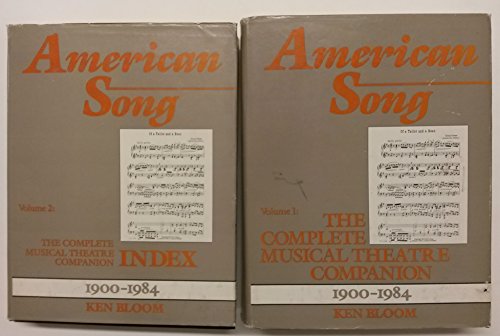 American
Song
Volume 2:
THE COMPLETE
MUSICAL THEATRE
COMPANION INDEX
1900-1984
KEN BLOOM
American
Song
Volume 1:
THE
COMPLETE
MUSICAL THEATRE
COMPANION
1900-1984
KEN BLOOM